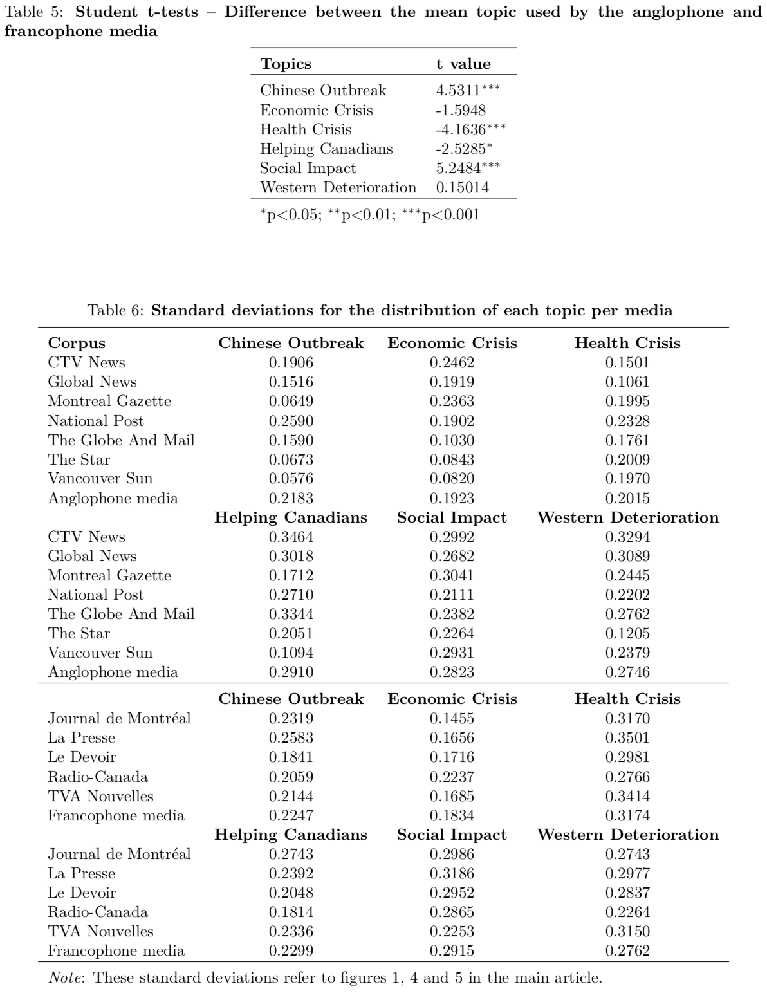 Table 5: Student t-tests – Difference between the mean topic used by the anglophone and
francophone media
Topics t value
Chinese Outbreak 4.5311***
Economic Crisis -1.5948
Health Crisis -4.1636***
Helping Canadians -2.5285*
Social Impact 5.2484***
Western Deterioration 0.15014
*p<0.05; **p<0.01; ***p<0.001
Table 6: Standard deviations for the distribution of each topic per media
Corpus Chinese Outbreak Economic Crisis Health Crisis
CTV News 0.1906 0.2462 0.1501
Global News 0.1516 0.1919 0.1061
Montreal Gazette 0.0649 0.2363 0.1995
National Post 0.2590 0.1902 0.2328
The Globe And Mail 0.1590 0.1030 0.1761
The Star 0.0673 0.0843 0.2009
Vancouver Sun 0.0576 0.0820 0.1970
Anglophone media 0.2183 0.1923 0.2015
Helping Canadians Social Impact Western Deterioration
CTV News 0.3464 0.2992 0.3294
Global News 0.3018 0.2682 0.3089
Montreal Gazette 0.1712 0.3041 0.2445
National Post 0.2710 0.2111 0.2202
The Globe And Mail 0.3344 0.2382 0.2762
The Star 0.2051 0.2264 0.1205
Vancouver Sun 0.1094 0.2931 0.2379
Anglophone media 0.2910 0.2823 0.2746
Chinese Outbreak Economic Crisis Health Crisis
Journal de Montréal 0.2319 0.1455 0.3170
La Presse 0.2583 0.1656 0.3501
Le Devoir 0.1841 0.1716 0.2981
Radio-Canada 0.2059 0.2237 0.2766
TVA Nouvelles 0.2144 0.1685 0.3414
Francophone media 0.2247 0.1834 0.3174
Helping Canadians Social Impact Western Deterioration
Journal de Montréal 0.2743 0.2986 0.2743
La Presse 0.2392 0.3186 0.2977
Le Devoir 0.2048 0.2952 0.2837
Radio-Canada 0.1814 0.2865 0.2264
TVA Nouvelles 0.2336 0.2253 0.3150
Francophone media 0.2299 0.2915 0.2762
Note: These standard deviations refer to figures 1, 4 and 5 in the main article.